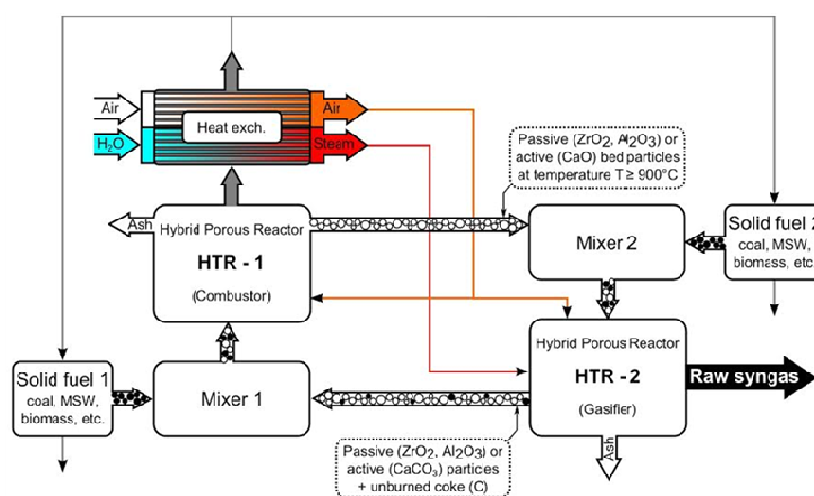 Air
Air
Heat exch.
H2O
Steam
Passive (ZrO2, Al2O3) or
active (CaO) bed particles
at temperature T ≥ 900°C
Ash
Hybrid Porous Reactor
HTR - 1
(Combustor)
Mixer 2
Solid fuel 2
coal, MSW,
biomass, etc.
Hybrid Porous Reactor
HTR - 2
(Gasifier)
Raw syngas
Solid fuel 1
coal, MSW,
biomass, etc.
Mixer 1
Ash
Passive (ZrO2, Al2O3) or
active (CaCO3) partices
+ unburned coke (C)